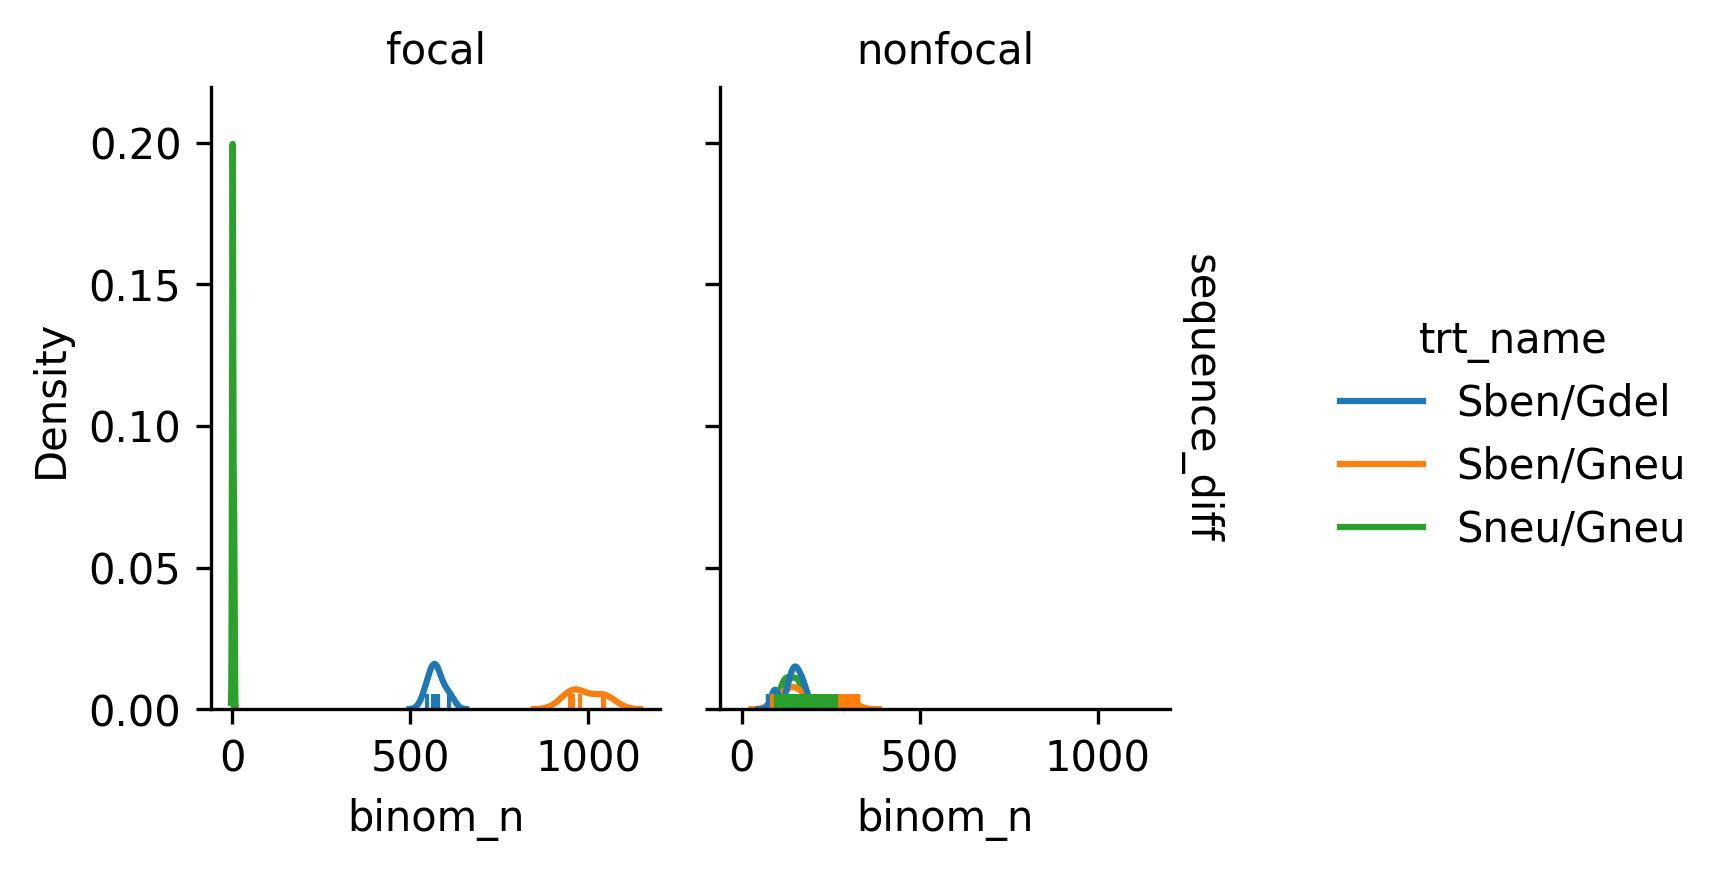 focal
nonfocal
Density
0.20
0.15
0.10
0.05
0.00
0
500
1000
binom_n
0
500
1000
binom_n
sequence_diff
trt_name
Sben/Gdel
Sben/Gneu
Sneu/Gneu